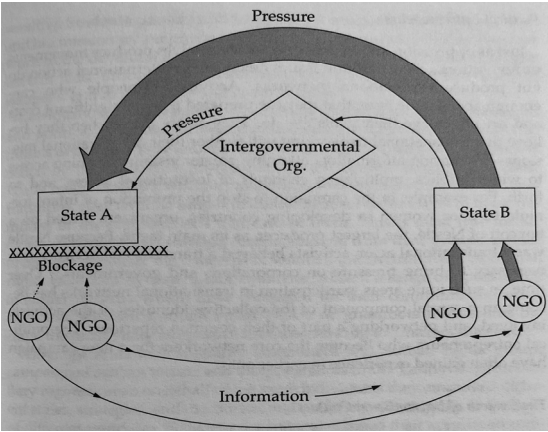 Pressure
Pressure
Intergovernmental
Org.
State A
State B
XXXXXXXXXXXXXXXXXX
Blockage
NGO
NGO
NGO
NGO
Information